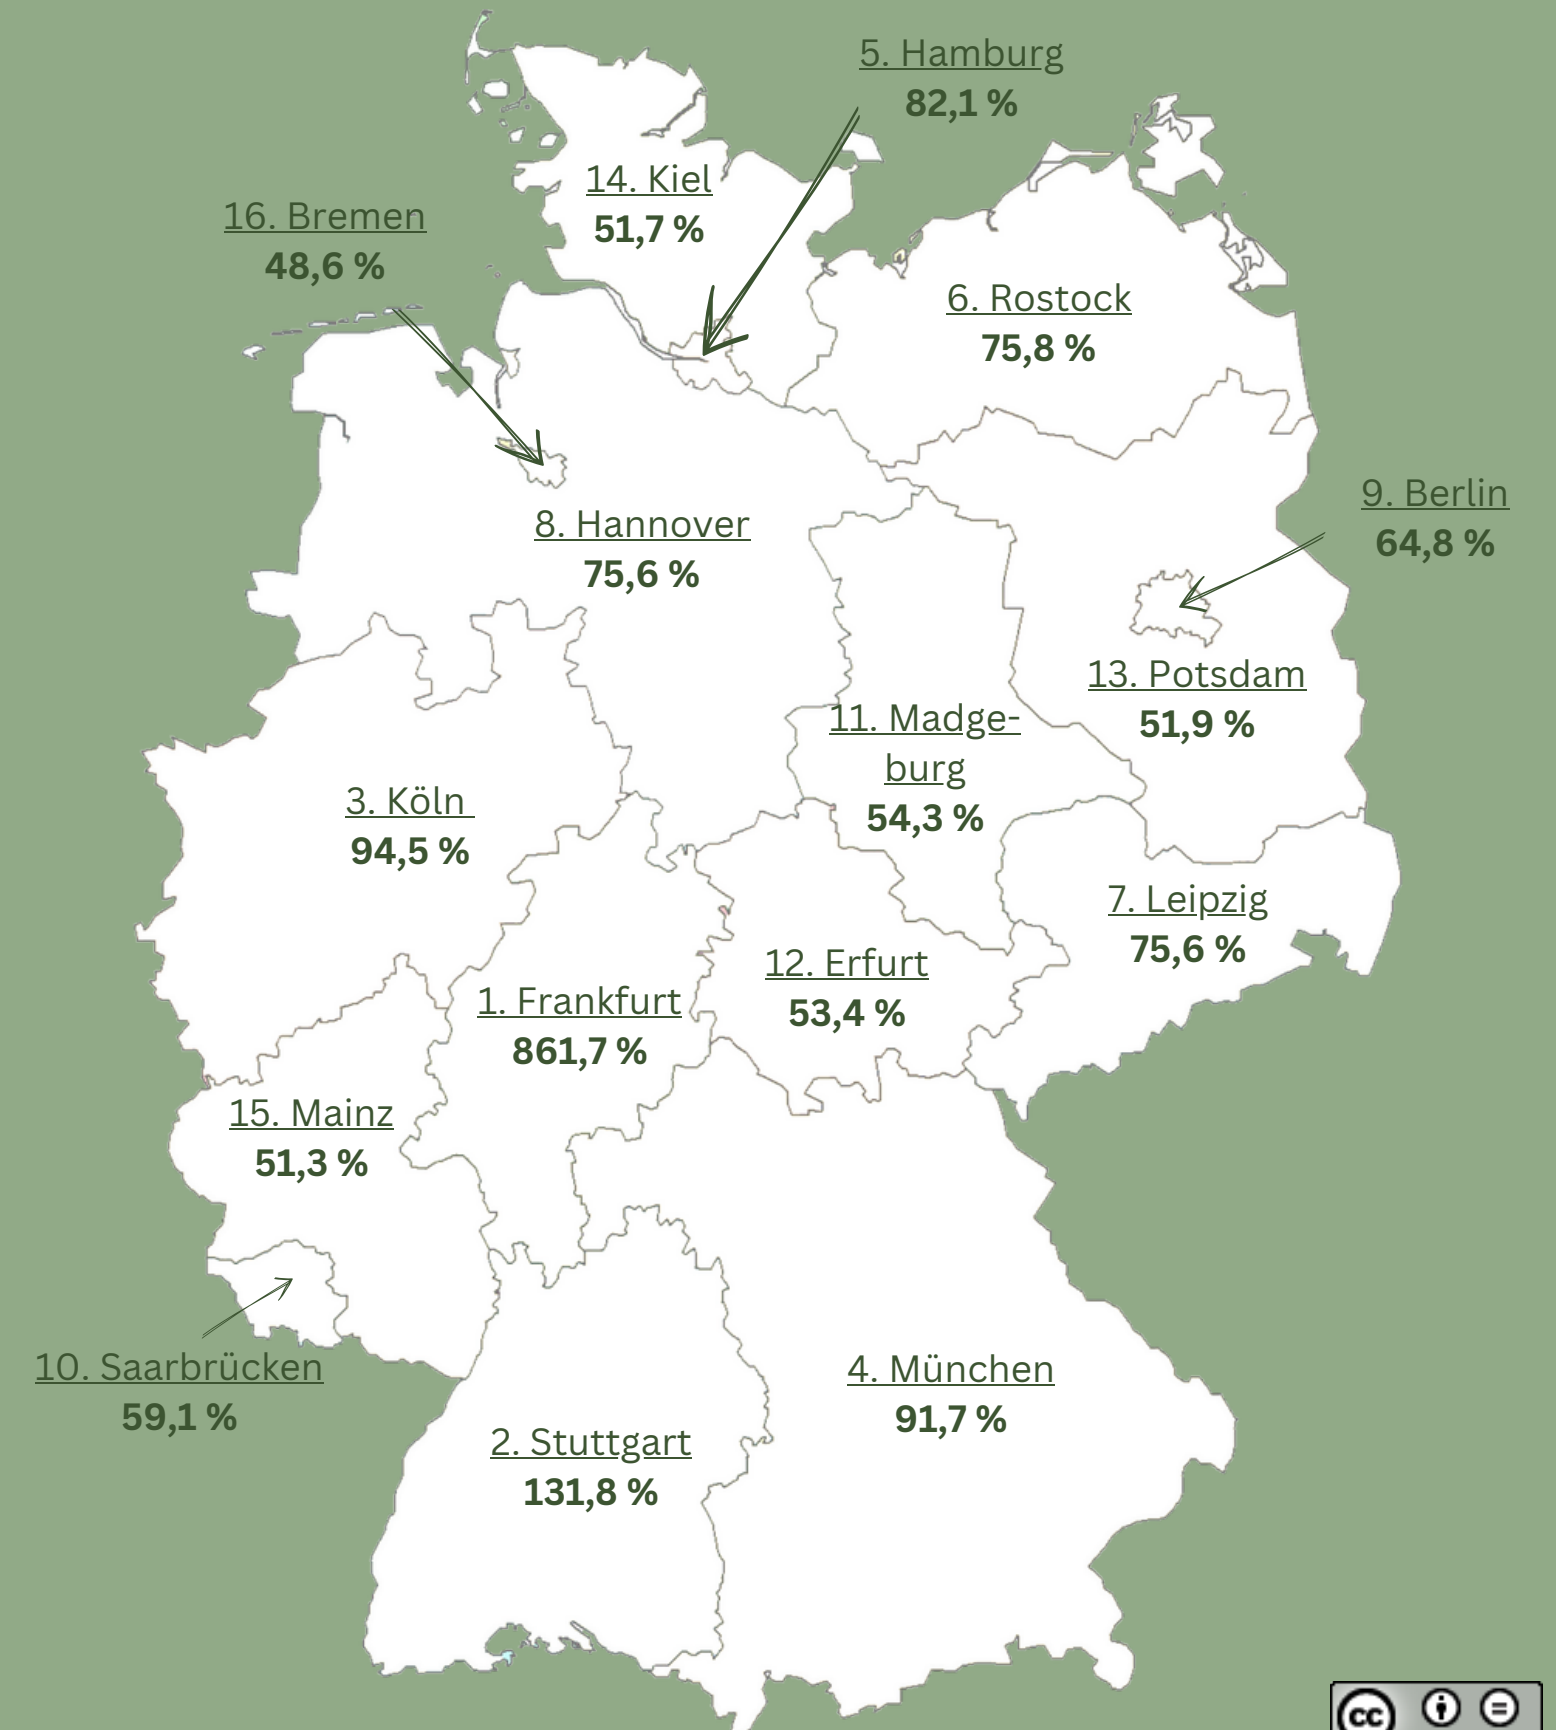 5. Hamburg
82,1 %
14. Kiel
51,7 %
16. Bremen
48,6 %
6. Rostock
75,8 %
9. Berlin
64,8 %
8. Hannover
75,6 %
13. Potsdam
51,9 %
11. Madge-
burg
54,3 %
3. Köln
94,5 %
7. Leipzig
75,6 %
12. Erfurt
53,4 %
1. Frankfurt
861,7 %
15. Mainz
51,3 %
10. Saarbrücken
59,1 %
4. München
91,7 %
2. Stuttgart
131,8 %
cc